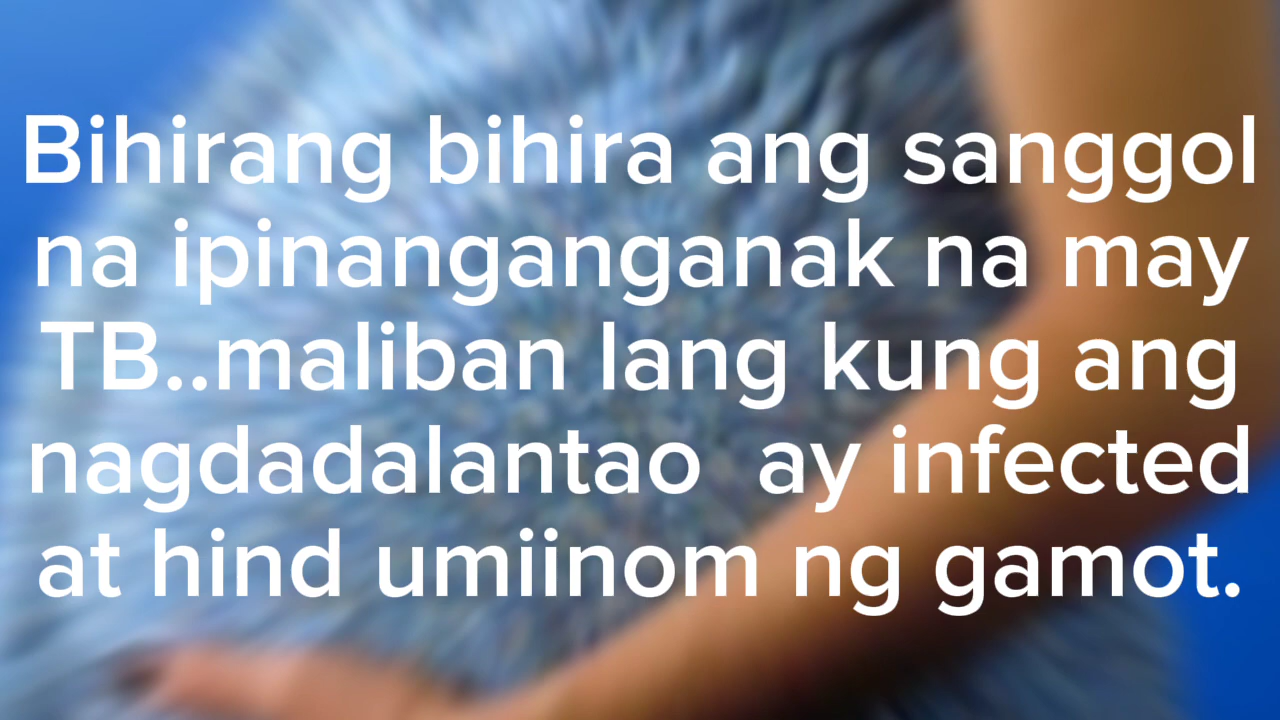 Bihirang bihira ang sanggol
na ipinanganganak na may
TB..maliban lang kung ang
nagdadalantao ay infected
at hind umiinom ng gamot.